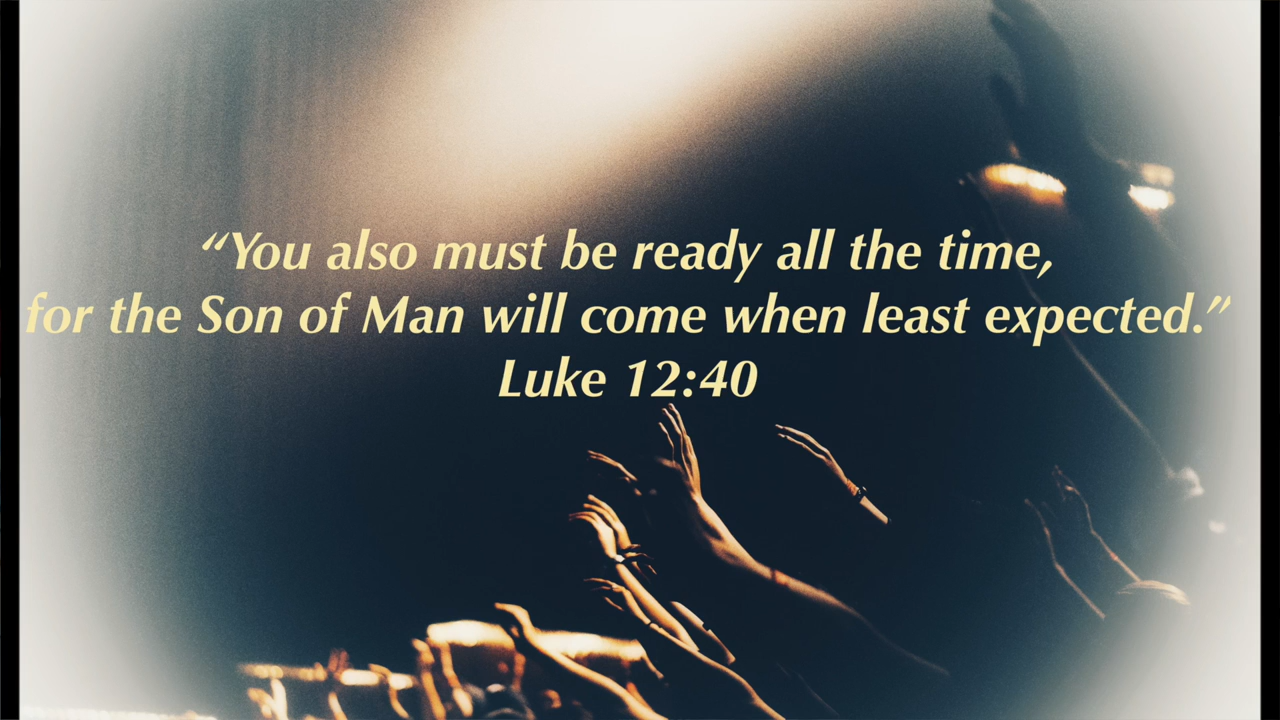 “You also must be ready all the time,
for the Son of Man will come when least expected.”
Luke 12:40